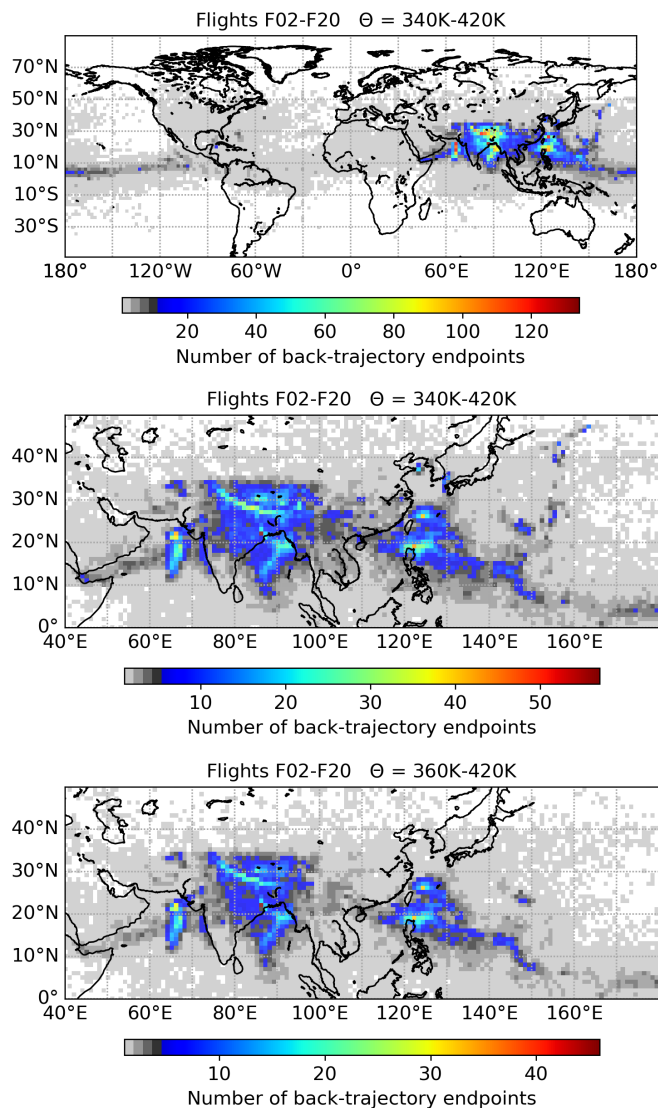 Flights F02-F20   Θ = 340K-420K
70°N
50°N
30°N
10°N
10°S
30°S
180° 120°W 60°W 0° 60°E 120°E 180°
20 40 60 80 100 120
Number of back-trajectory endpoints
Flights F02-F20   Θ = 340K-420K
40°N
30°N
20°N
10°N
0°
40°E 60°E 80°E 100°E 120°E 140°E 160°E
10 20 30 40 50
Number of back-trajectory endpoints
Flights F02-F20   Θ = 360K-420K
40°N
30°N
20°N
10°N
0°
40°E 60°E 80°E 100°E 120°E 140°E 160°E
10 20 30 40
Number of back-trajectory endpoints